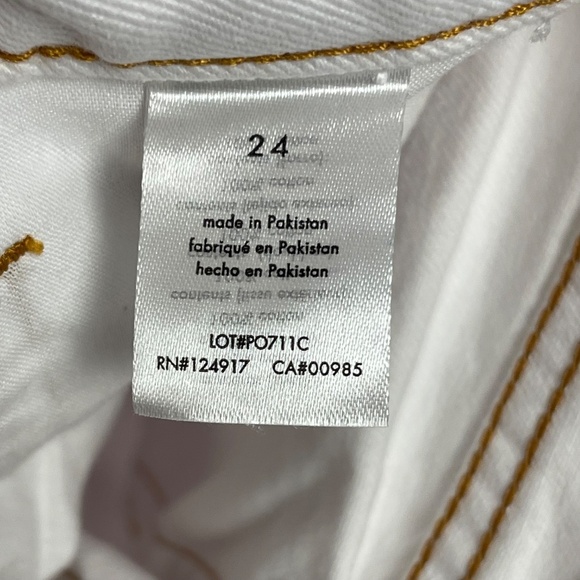 24
made in Pakistan
fabriqué en Pakistan
hecho en Pakistan
LOT#PO711C
RN#124917 CA#00985